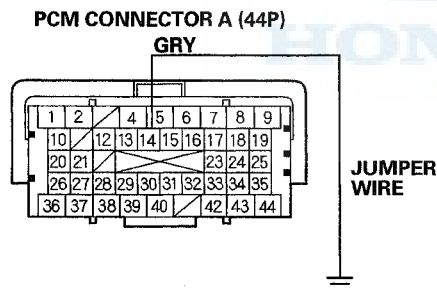 PCM CONNECTOR A (44P)
GRY
HON
1 2 4 5 6 7 8 9
10 12 13 14 15 16 17 18 19
20 21 23 24 25
26 27 28 29 30 31 32 33 34 35
36 37 38 39 40 42 43 44
JUMPER
WIRE